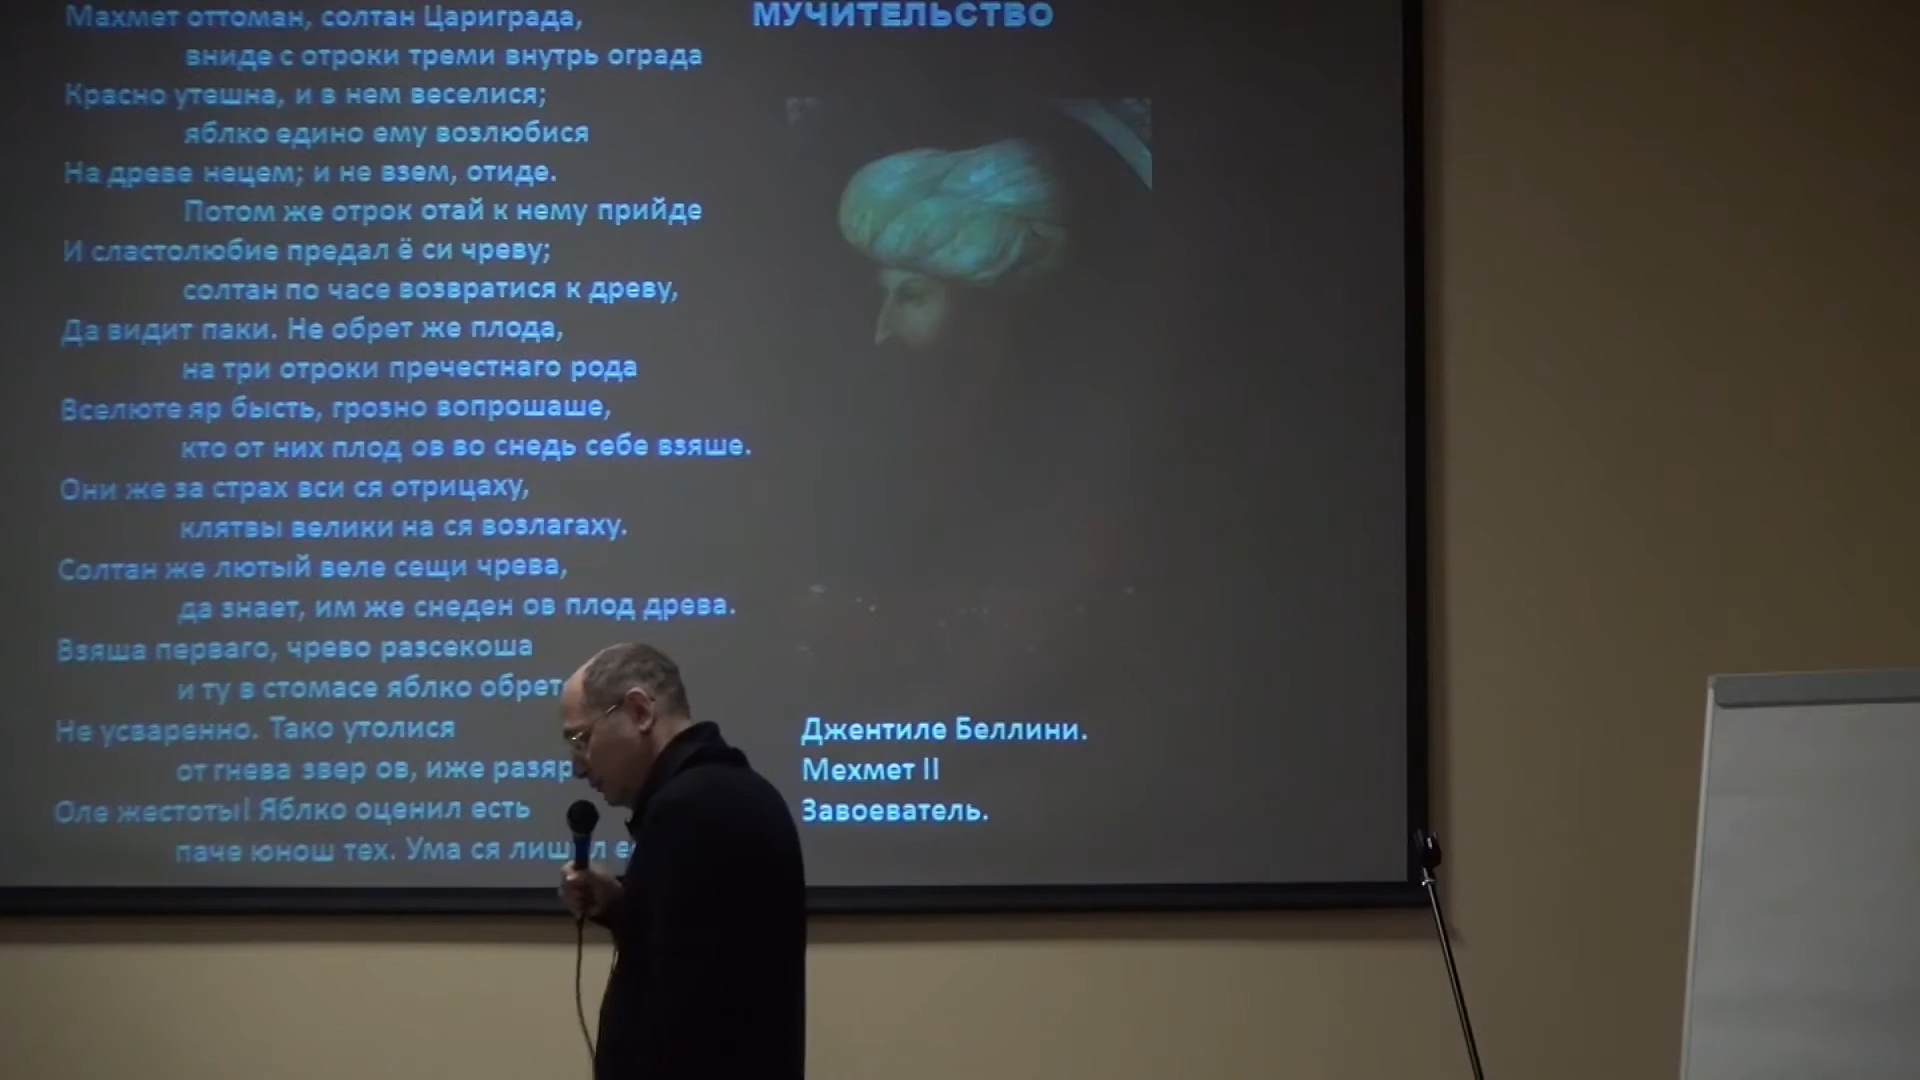 МУЧИТЕЛЬСТВО
Махмет оттоман, солтан Цариграда,
вниде с отроки треми внутрь ограда
Красно утешна, и в нем веселися;
яблко едино ему возлюбися
На древе нецем; и не взем, отиде.
Потом же отрок отай к нему прийде
И сластолюбие предал ё си чреву;
солтан по часе возвратися к древу,
Да видит паки. Не обрет же плода,
на три отроки пречестнаго рода
Вселюте яр бысть, грозно вопрошаше,
кто от них плод ов во снедь себе взяше.
Они же за страх вси ся отрицаху,
клятвы велики на ся возлагаху.
Солтан же лютый веле сещи чрева,
да знает, им же снеден ов плод древа.
Взяша перваго, чрево разсекоша
и ту в стомасе яблко
Не усваренно. Тако утолися
от гнева звер ов, иже
Оле жестоты! Яблко оценил есть
паче юнош тех. Ума ся
Джентиле Беллини.
Мехмет II
Завоеватель.